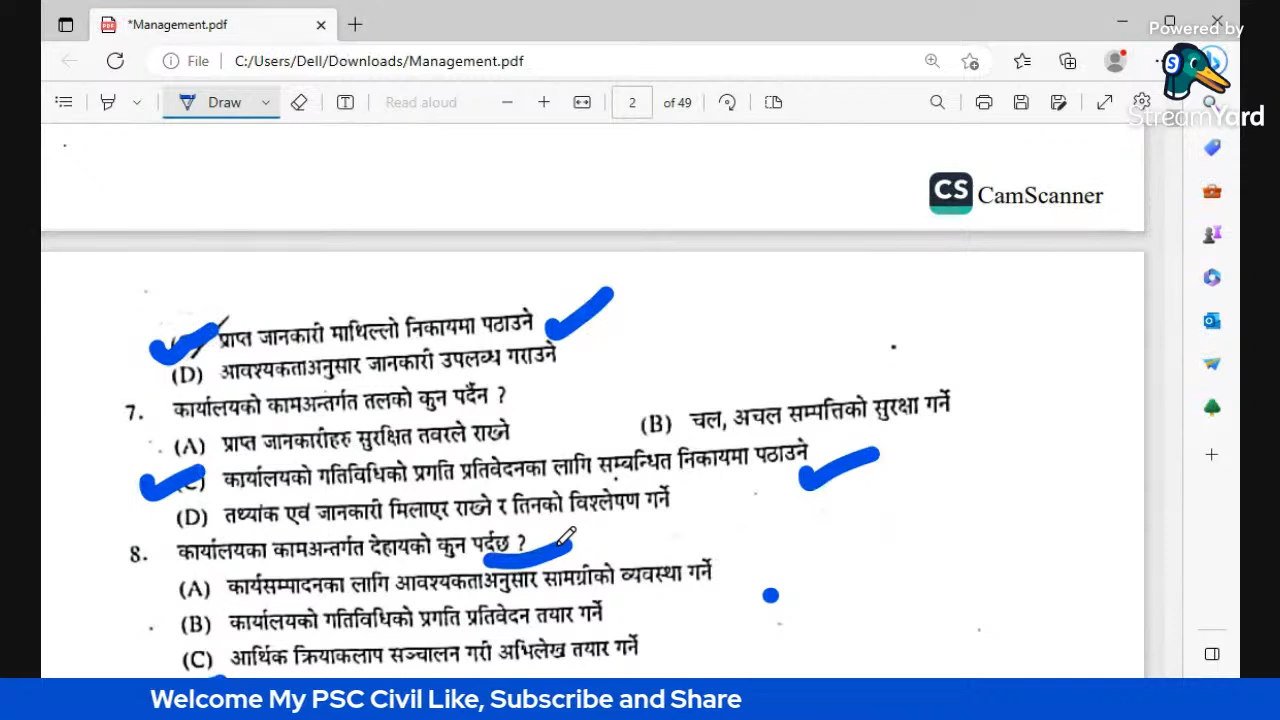 *Management.pdf
Powered by
File C:/Users/Dell/Downloads/Management.pdf
StreamYard
Draw Read aloud 2 of 49
CS CamScanner
प्राप्त जानकारी माथिल्लो निकायमा पठाउने
(D) आवश्यकताअनुसार जानकारी उपलब्ध गराउने
7. कार्यालयको कामअन्तर्गत तलको कुन पर्दैन ?
(A) प्राप्त जानकारीहरु सुरक्षित तवरले राख्ने (B) चल, अचल सम्पत्तिको सुरक्षा गर्ने
कार्यालयको गतिविधिको प्रगति प्रतिवेदनका लागि सम्बन्धित निकायमा पठाउने
(D) तथ्यांक एवं जानकारी मिलाएर राख्ने र तिनको विश्लेषण गर्ने
8. कार्यालयका कामअन्तर्गत देहायको कुन पर्दछ ?
(A) कार्यसम्पादनका लागि आवश्यकताअनुसार सामग्रीको व्यवस्था गर्ने
(B) कार्यालयको गतिविधिको प्रगति प्रतिवेदन तयार गर्ने
(C) आर्थिक क्रियाकलाप सञ्चालन गरी अभिलेख तयार गर्ने
Welcome My PSC Civil Like, Subscribe and Share